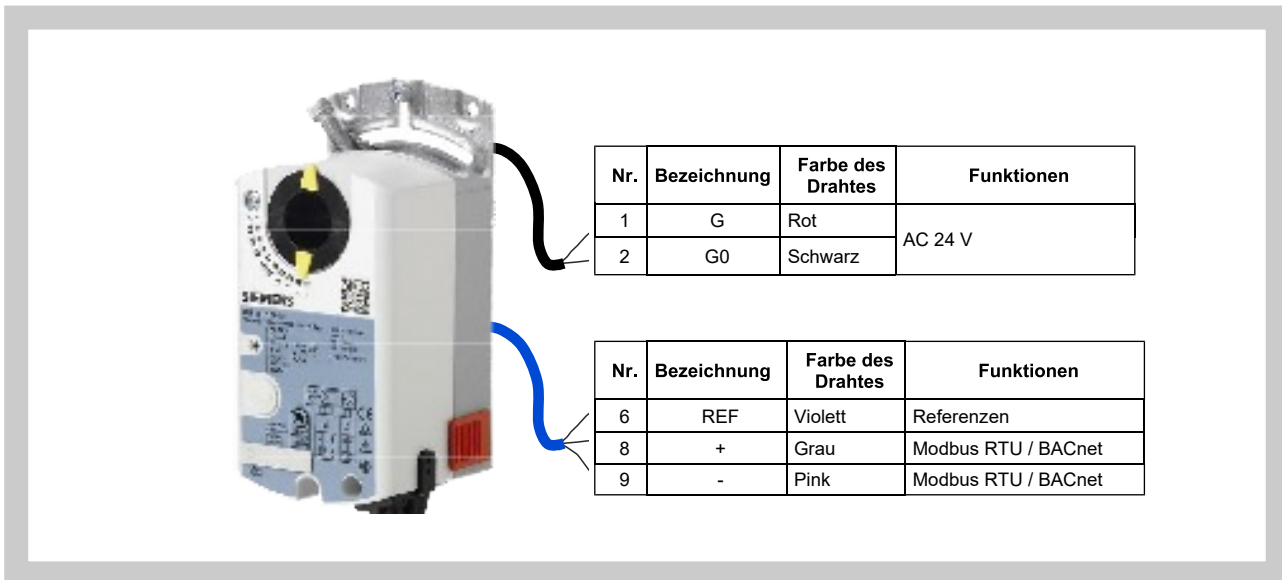 SIEMENS
Nr. Bezeichnung Farbe des Drahtes Funktionen
1 G Rot AC 24 V
2 G0 Schwarz
Nr. Bezeichnung Farbe des Drahtes Funktionen
6 REF Violett Referenzen
8 + Grau Modbus RTU / BACnet
9 - Pink Modbus RTU / BACnet